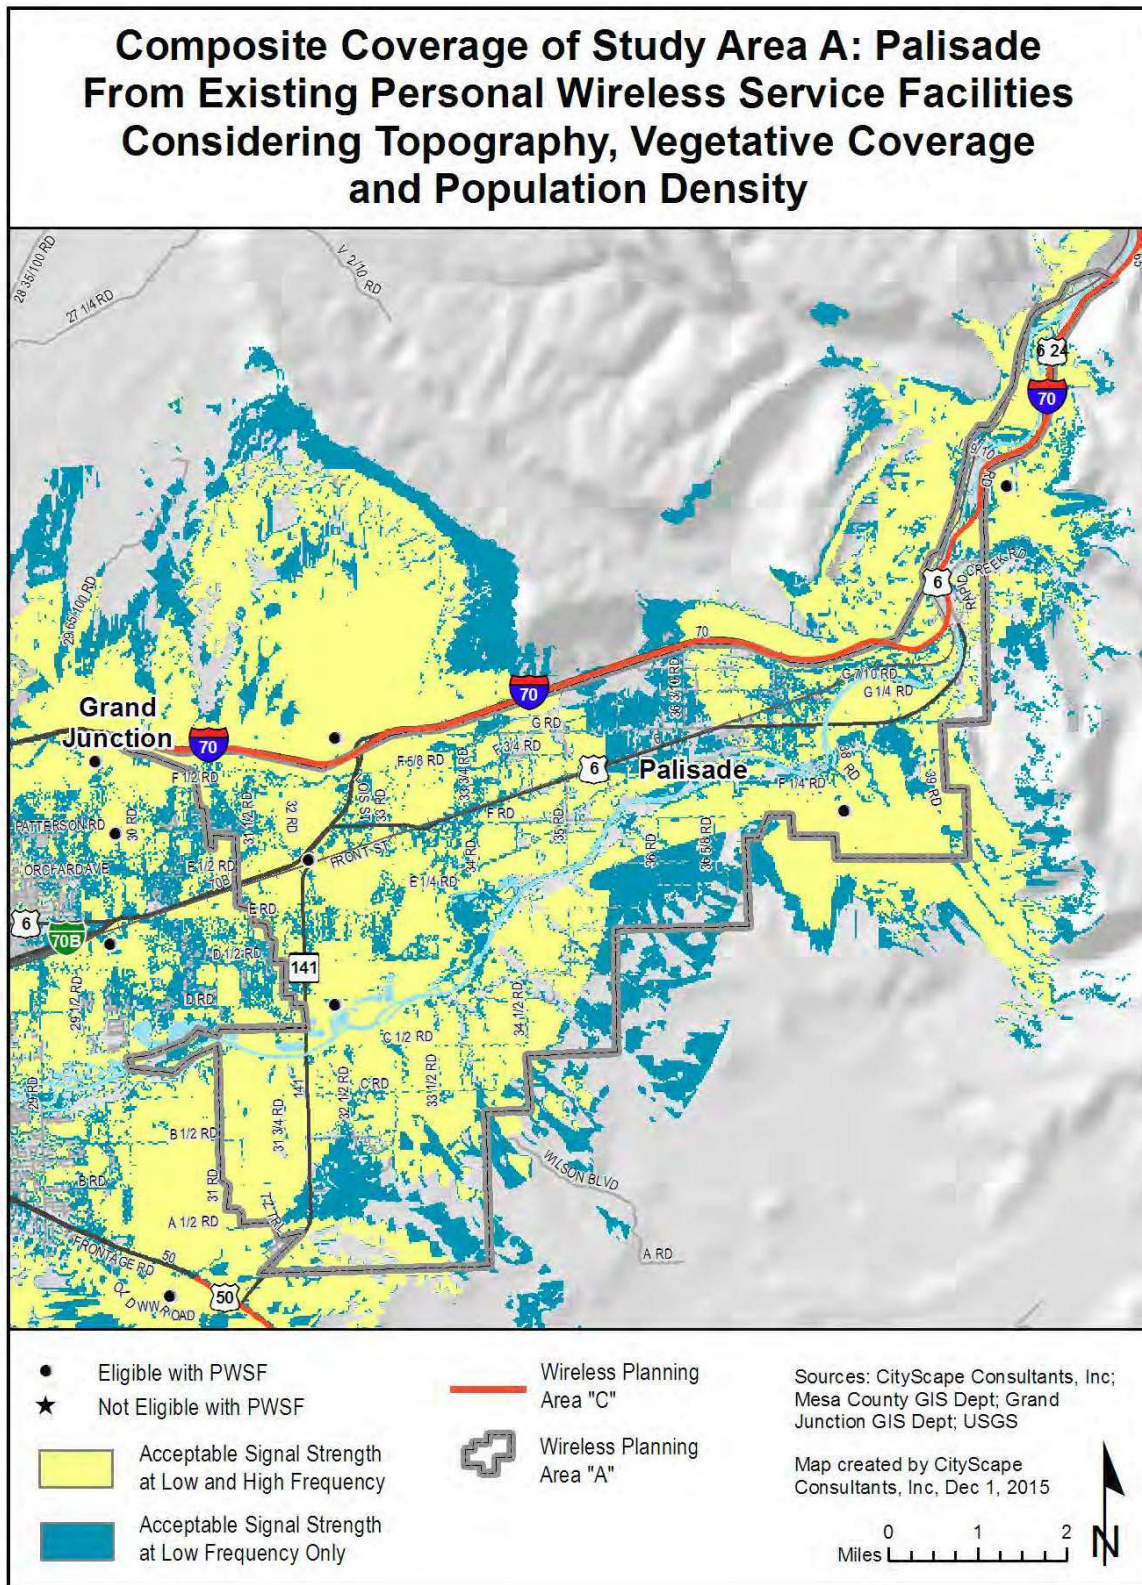 Composite Coverage of Study Area A: Palisade
From Existing Personal Wireless Service Facilities
Considering Topography, Vegetative Coverage
and Population Density
28 35/100 RD
27 1/4 RD
V 2/10 RD
6 24
70
I 9/10 RD
6
RAPID CREEK RD
29 65/100 RD
70
70
36 3/10 RD
G 7/10 RD
G 1/4 RD
G RD
Grand
Junction
70
F 1/2 RD
F 5/8 RD
F 3/4 RD
33 3/4 RD
33 RD
6
6
Palisade
38 RD
F 1/4 RD
39 RD
PATTERSON RD
30 RD
31 1/2 RD
32 RD
F RD
35 RD
36 RD
36 5/8 RD
ORCHARD AVE
E 1/2 RD
70B
FRONT ST
34 RD
E 1/4 RD
6
70B
E RD
D 1/2 RD
141
29 1/2 RD
D RD
C 1/2 RD
34 1/2 RD
29 RD
141
32 1/2 RD
C RD
33 1/2 RD
B 1/2 RD
31 3/4 RD
31 RD
B RD
WILSON BLVD
A 1/2 RD
A RD
FRONTAGE RD
50
50
Eligible with PWSF
Not Eligible with PWSF
Acceptable Signal Strength
at Low and High Frequency
Acceptable Signal Strength
at Low Frequency Only
Wireless Planning
Area "C"
Wireless Planning
Area "A"
Sources: CityScape Consultants, Inc;
Mesa County GIS Dept; Grand
Junction GIS Dept; USGS
Map created by CityScape
Consultants, Inc, Dec 1, 2015
0 1 2
Miles
N